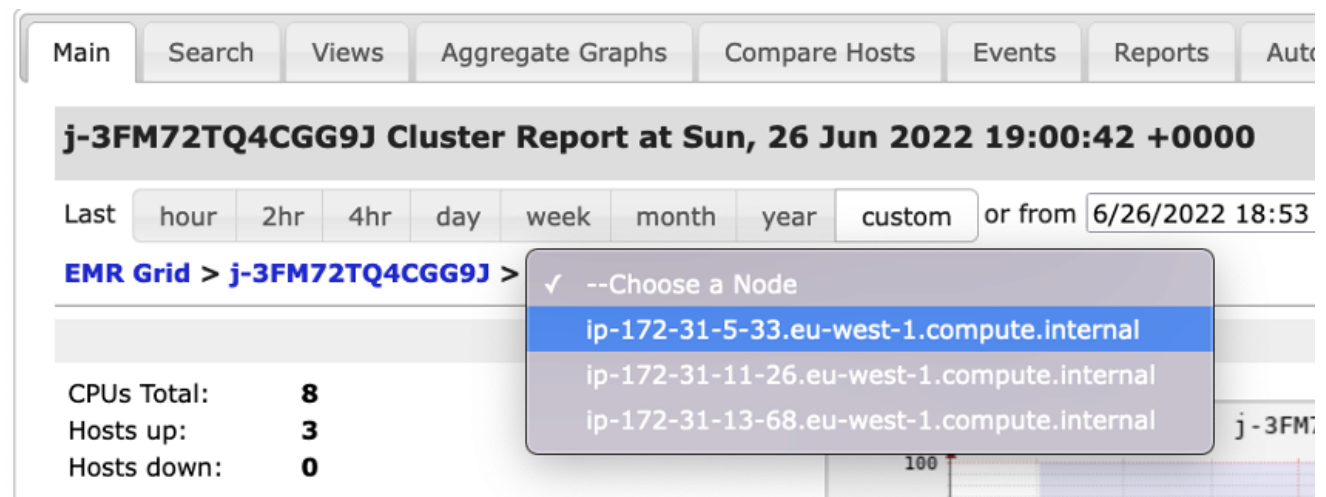 Main Search Views Aggregate Graphs Compare Hosts Events Reports
j-3FM72TQ4CGG9J Cluster Report at Sun, 26 Jun 2022 19:00:42 +0000
Last hour 2hr 4hr day week month year custom or from 6/26/2022 18:53
EMR Grid > j-3FM72TQ4CGG9J > ✓ --Choose a Node
ip-172-31-5-33.eu-west-1.compute.internal
ip-172-31-11-26.eu-west-1.compute.internal
ip-172-31-13-68.eu-west-1.compute.internal
CPUs Total: 8
Hosts up: 3
Hosts down: 0
100